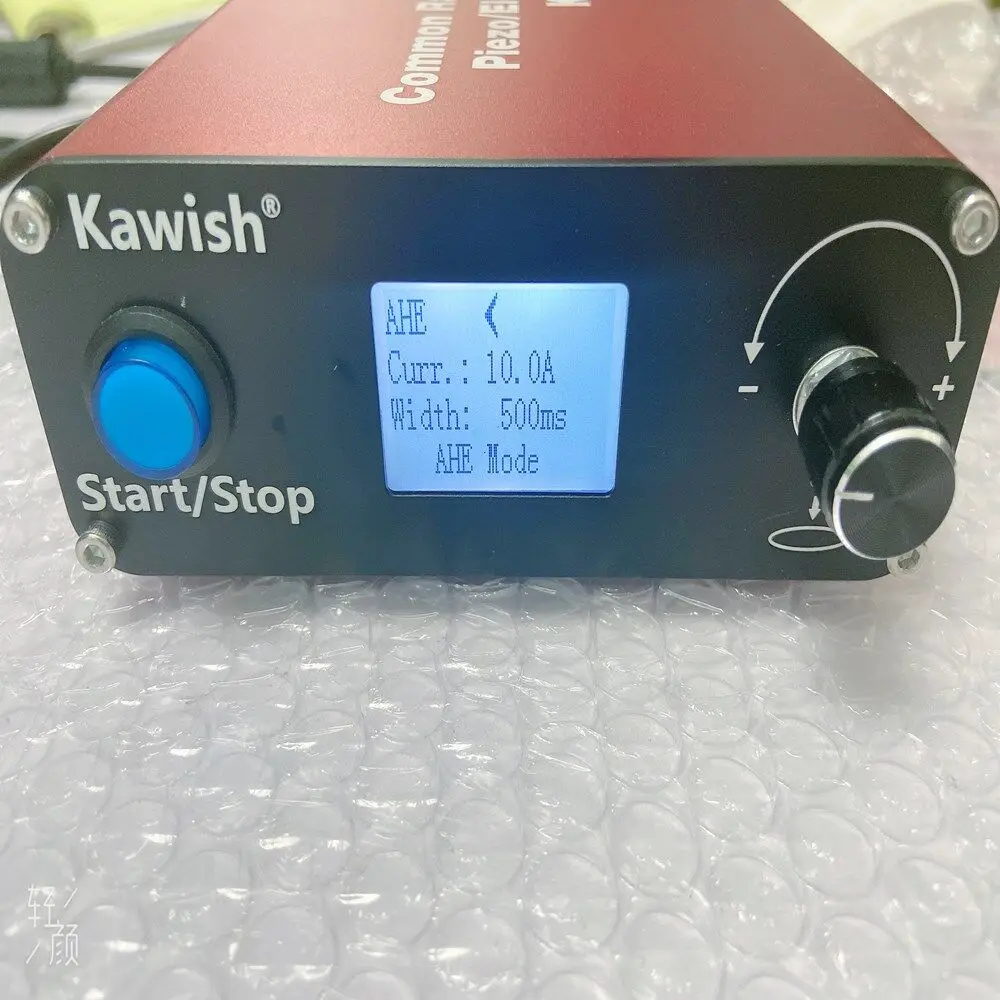 Common
Piezo/
Kawish®
AHE <
Curr.: 10.0A
Width: 500ms
AHE Mode
Start/Stop
- +
轻颜